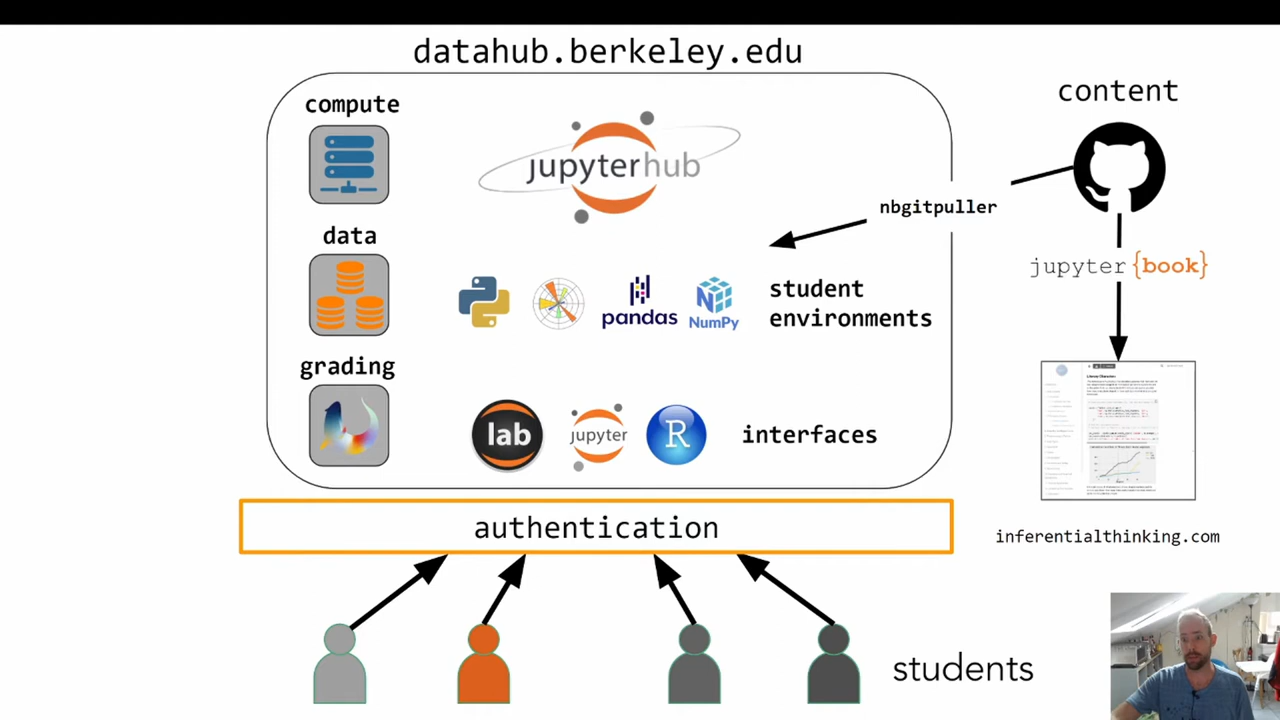 datahub.berkeley.edu
compute
jupyterhub
content
nbgitpuller
data
jupyter {book}
pandas
NumPy
student
environments
grading
lab
jupyter
R
interfaces
authentication
inferentialthinking.com
students